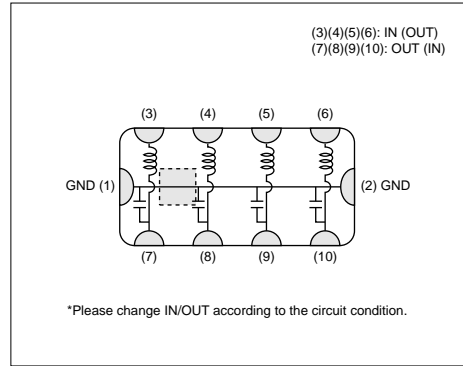 (3)(4)(5)(6): IN (OUT)
(7)(8)(9)(10): OUT (IN)
(3) (4) (5) (6)
GND (1) (2) GND
(7) (8) (9) (10)
*Please change IN/OUT according to the circuit condition.